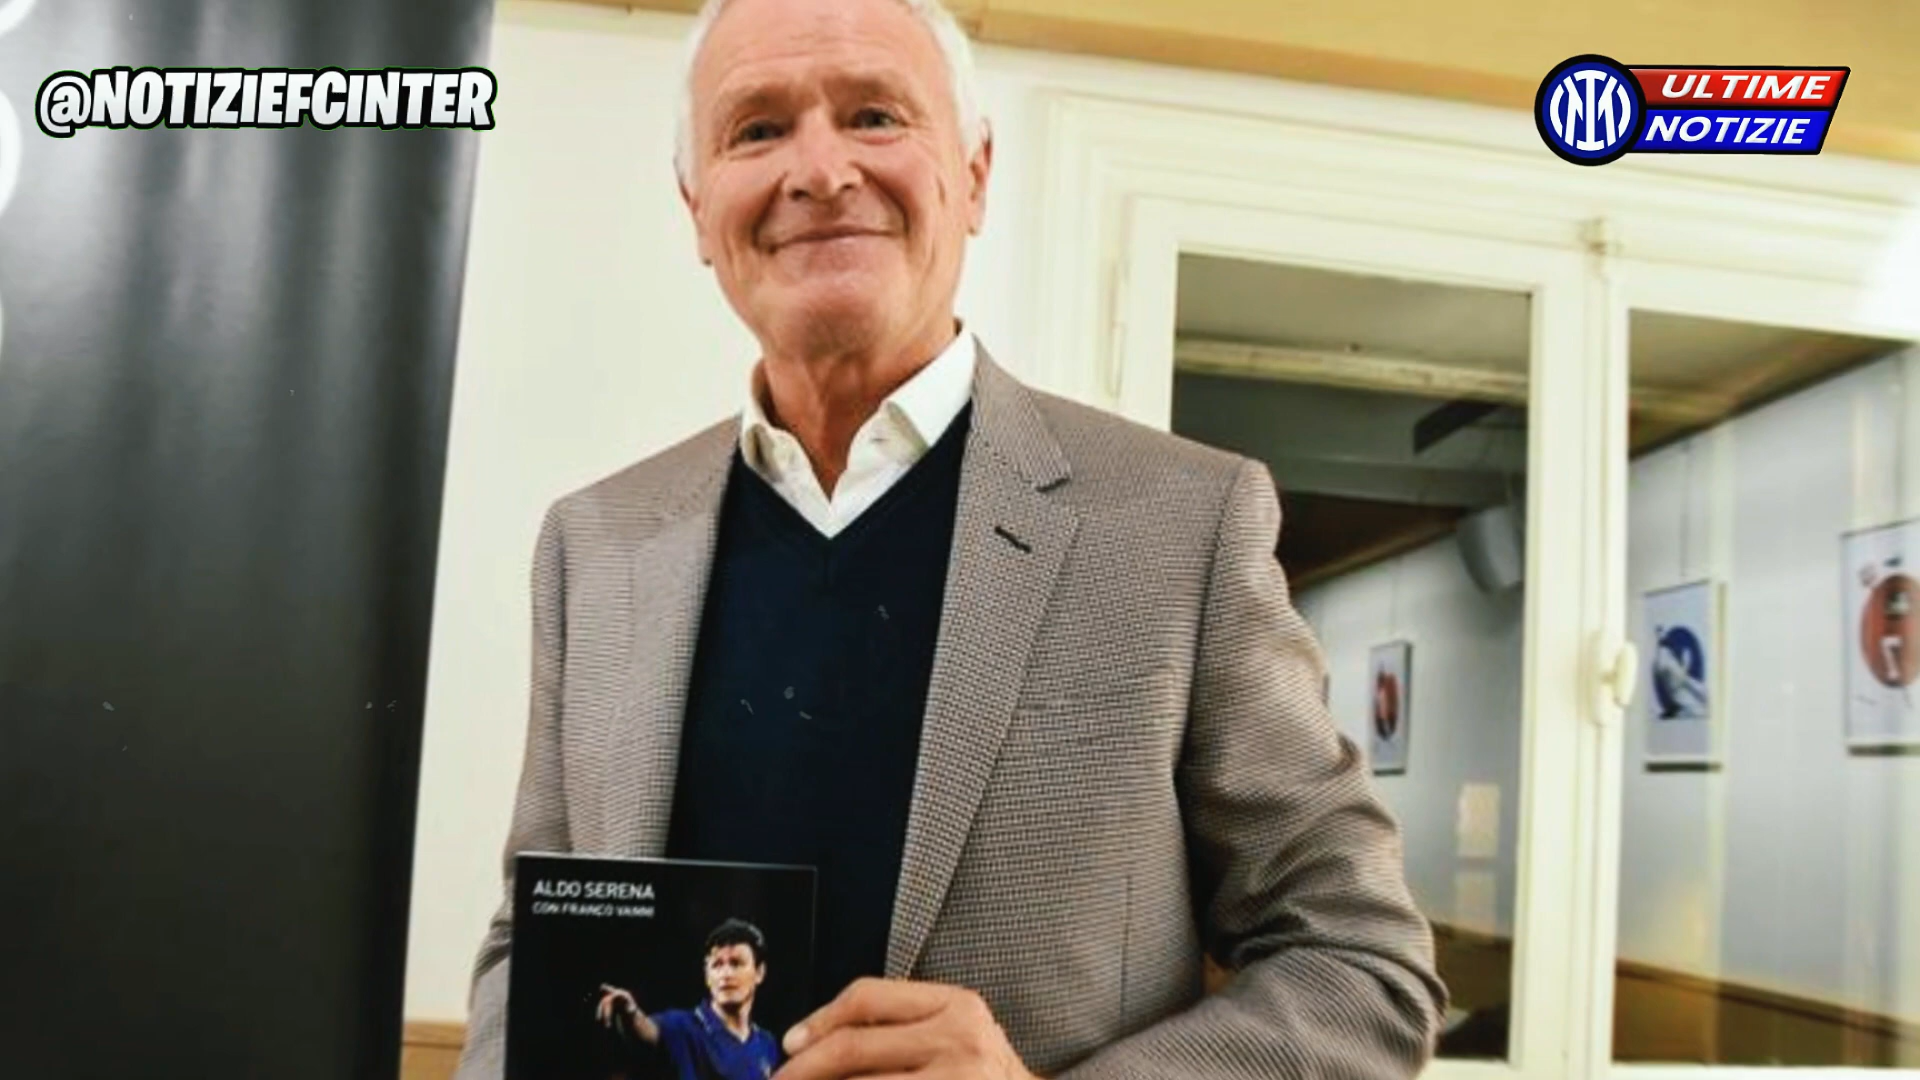 @NOTIZIEFCINTER
ULTIME
NOTIZIE
ALDO SERENA
CON FRANCO VANNI